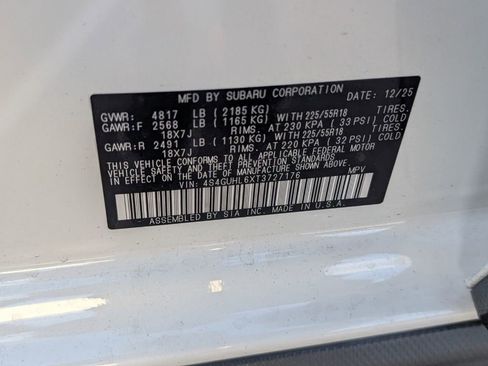 MFD BY SUBARU CORPORATION DATE: 12/25
GVWR: 4817 LB ( 2185 KG)
GAWR:F 2568 LB ( 1165 KG) WITH 225/55R18 TIRES.
18X7J RIMS. AT 230 KPA ( 33 PSI) COLD
GAWR:R 2491 LB ( 1130 KG) WITH 225/55R18 TIRES.
18X7J RIMS. AT 220 KPA ( 32 PSI) COLD
THIS VEHICLE CONFORMS TO ALL APPLICABLE FEDERAL MOTOR
VEHICLE SAFETY AND THEFT PREVENTION STANDARDS
IN EFFECT ON THE DATE OF MANUFACTURE SHOWN ABOVE.
VIN: 4S4GUHL6XT3727176 MPV
ASSEMBLED BY SIA INC. MADE IN U.S.A.